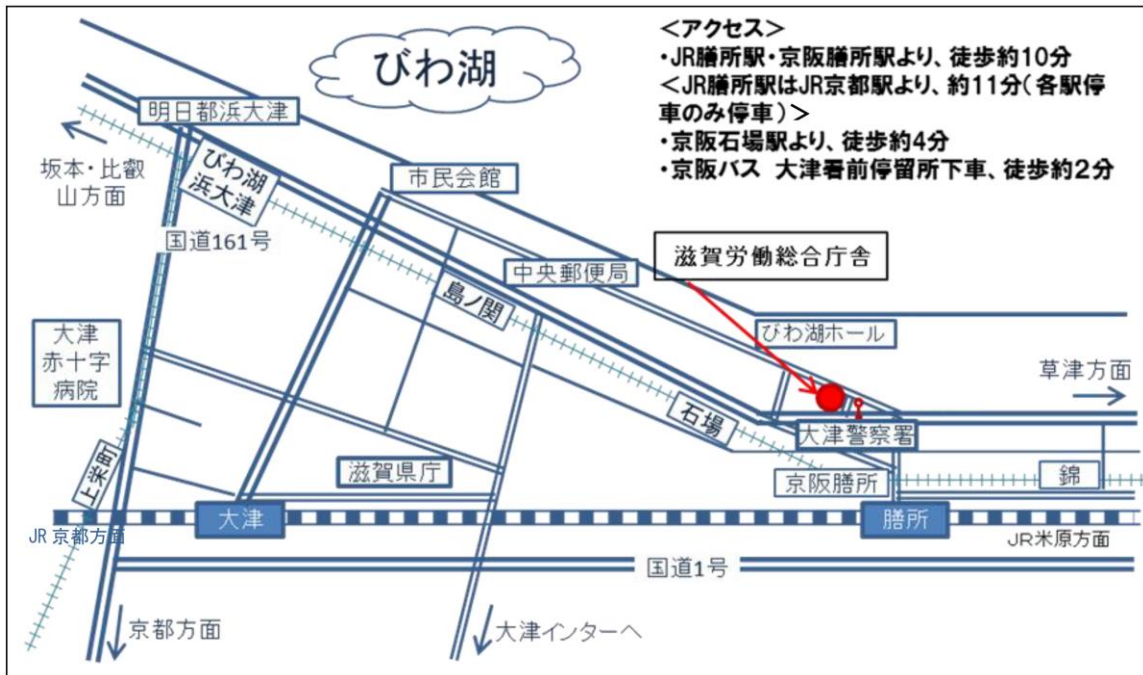 びわ湖
<アクセス>
・JR膳所駅・京阪膳所駅より、徒歩約10分
<JR膳所駅はJR京都駅より、約11分(各駅停
車のみ停車)>
・京阪石場駅より、徒歩約4分
・京阪バス 大津署前停留所下車、徒歩約2分
明日都浜大津
坂本・比叡
山方面
びわ湖
浜大津
市民会館
国道161号
中央郵便局
滋賀労働総合庁舎
島ノ関
びわ湖ホール
大津
赤十字
病院
草津方面
石場
大津警察署
上栄町
滋賀県庁
京阪膳所
錦
大津
膳所
JR京都方面
JR米原方面
国道1号
京都方面
大津インターへ